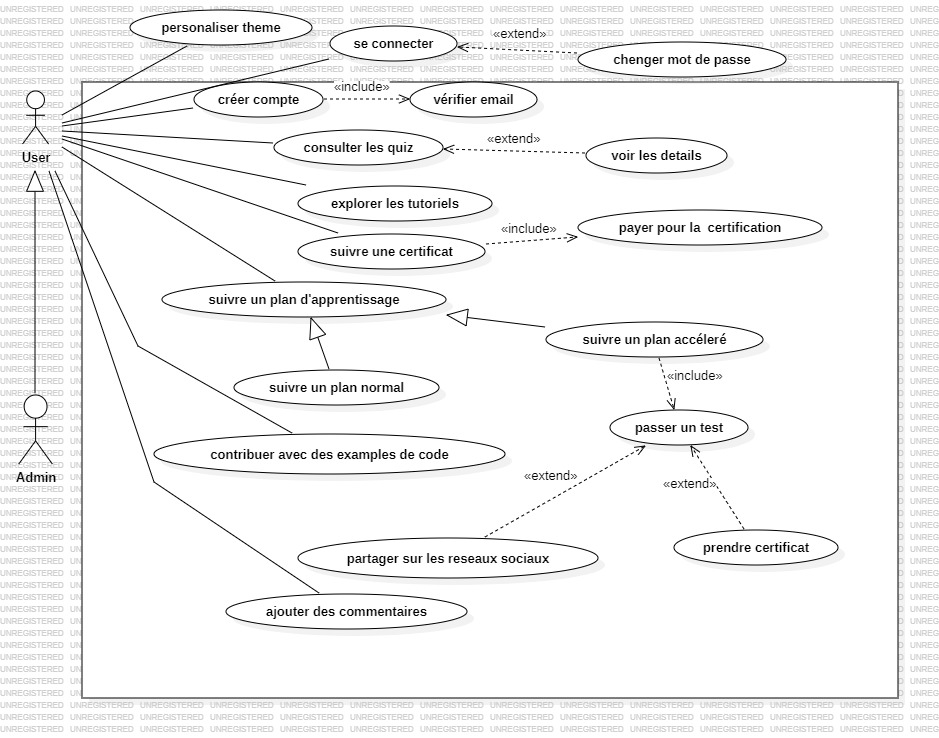 personaliser theme
se connecter
«extend»
chenger mot de passe
créer compte
«include»
vérifier email
User
consulter les quiz
«extend»
voir les details
explorer les tutoriels
suivre une certificat
«include»
payer pour la certification
suivre un plan d'apprentissage
suivre un plan accéleré
«include»
suivre un plan normal
passer un test
contribuer avec des examples de code
Admin
«extend»
«extend»
partager sur les reseaux sociaux
prendre certificat
ajouter des commentaires
UNREGISTERED